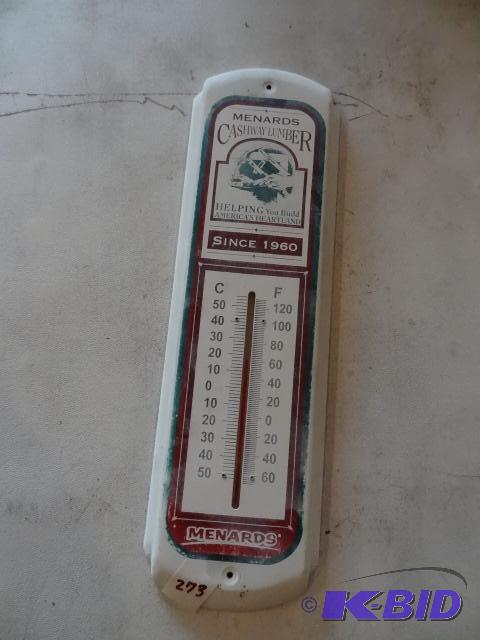 MENARDS
CASHWAY LUMBER
HELPING You Build
AMERICA'S HEARTLAND
SINCE 1960
C F
50 120
40 100
30 80
20 60
10 40
0 20
10 0
20 20
30 40
40 60
50
MENARDS
273
© K-BID